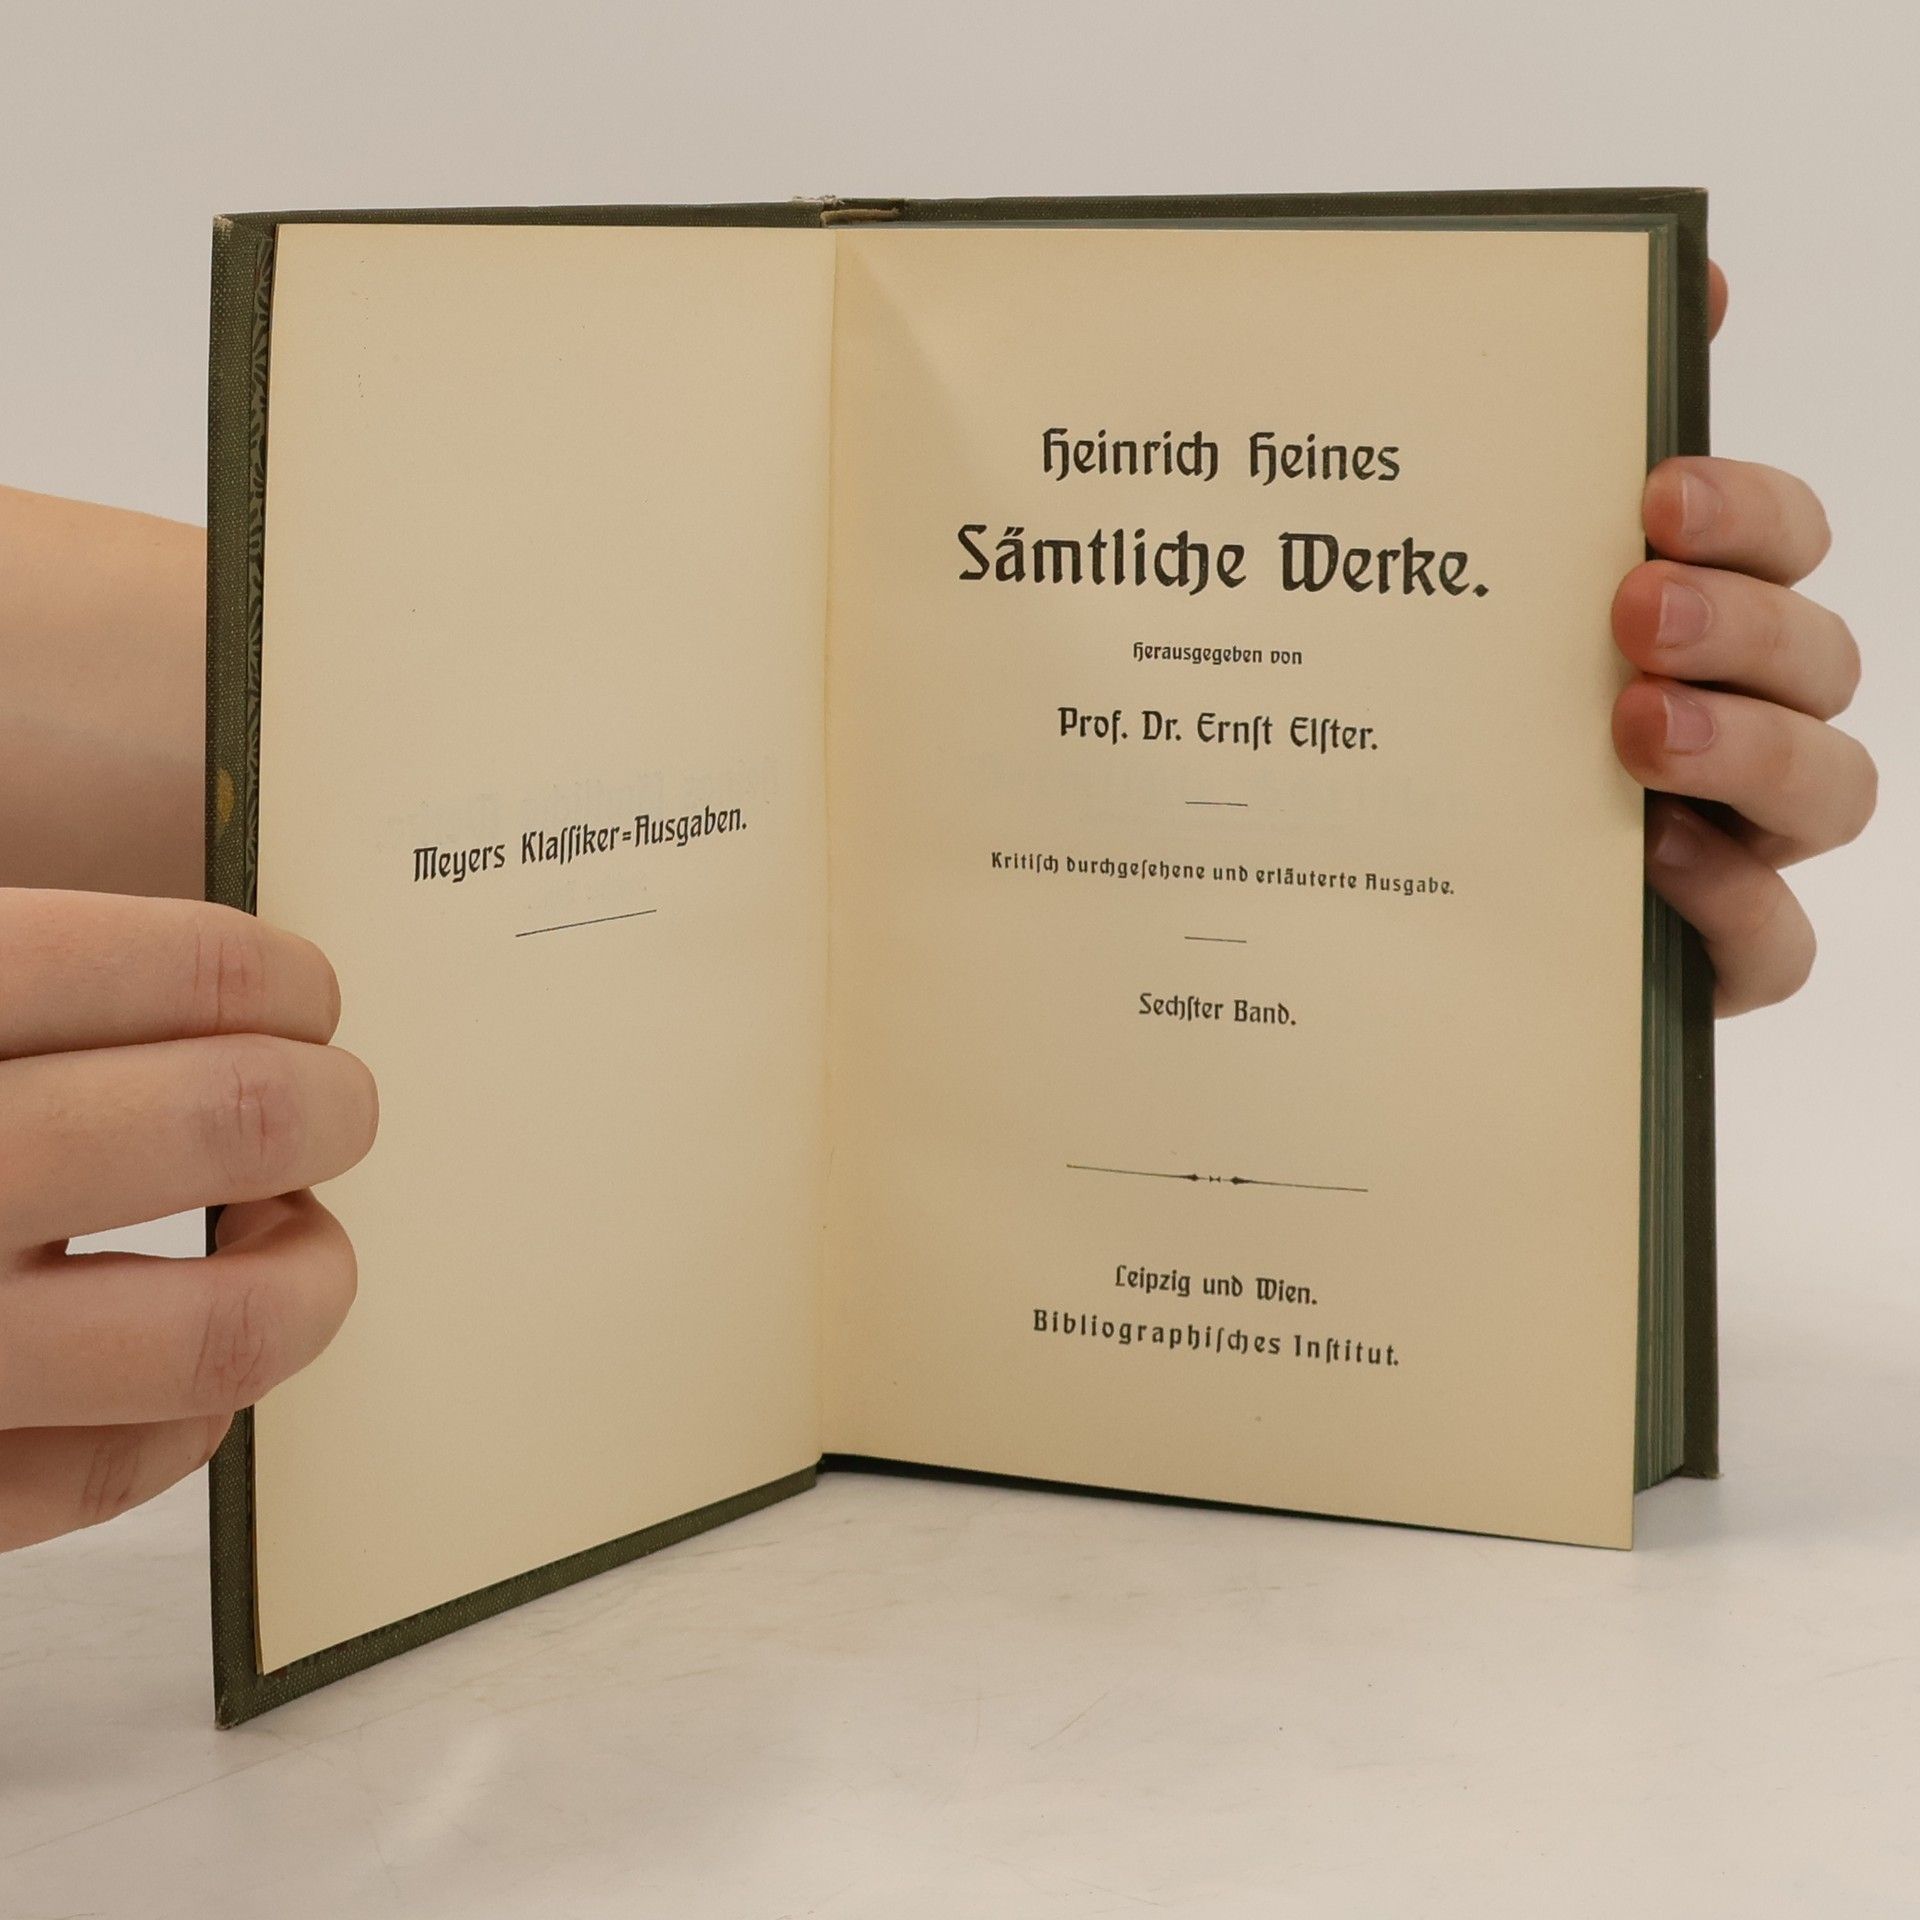 Meyers Klaſſiker=Ausgaben.
Heinrich Heines
Sämtliche Werke.
Herausgegeben von
Prof. Dr. Ernſt Elſter.
Kritiſch durchgeſehene und erläuterte Ausgabe.
Sechſter Band.
Leipzig und Wien.
Bibliographiſches Inſtitut.